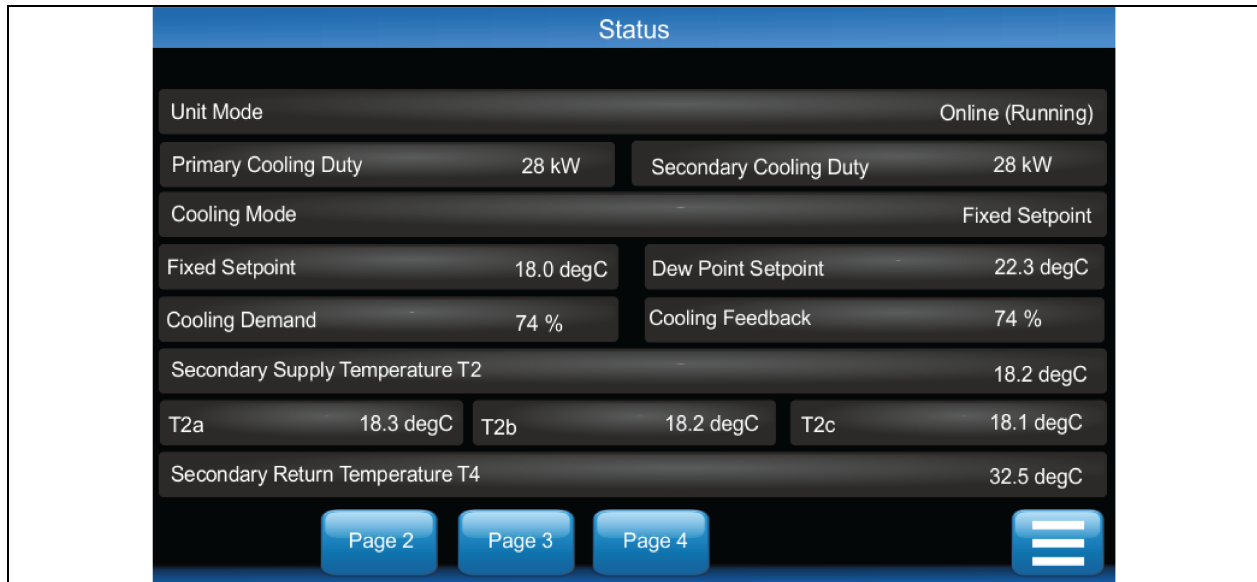 Status
Unit Mode Online (Running)
Primary Cooling Duty 28 kW Secondary Cooling Duty 28 kW
Cooling Mode Fixed Setpoint
Fixed Setpoint 18.0 degC Dew Point Setpoint 22.3 degC
Cooling Demand 74 % Cooling Feedback 74 %
Secondary Supply Temperature T2 18.2 degC
T2a 18.3 degC T2b 18.2 degC T2c 18.1 degC
Secondary Return Temperature T4 32.5 degC
Page 2 Page 3 Page 4